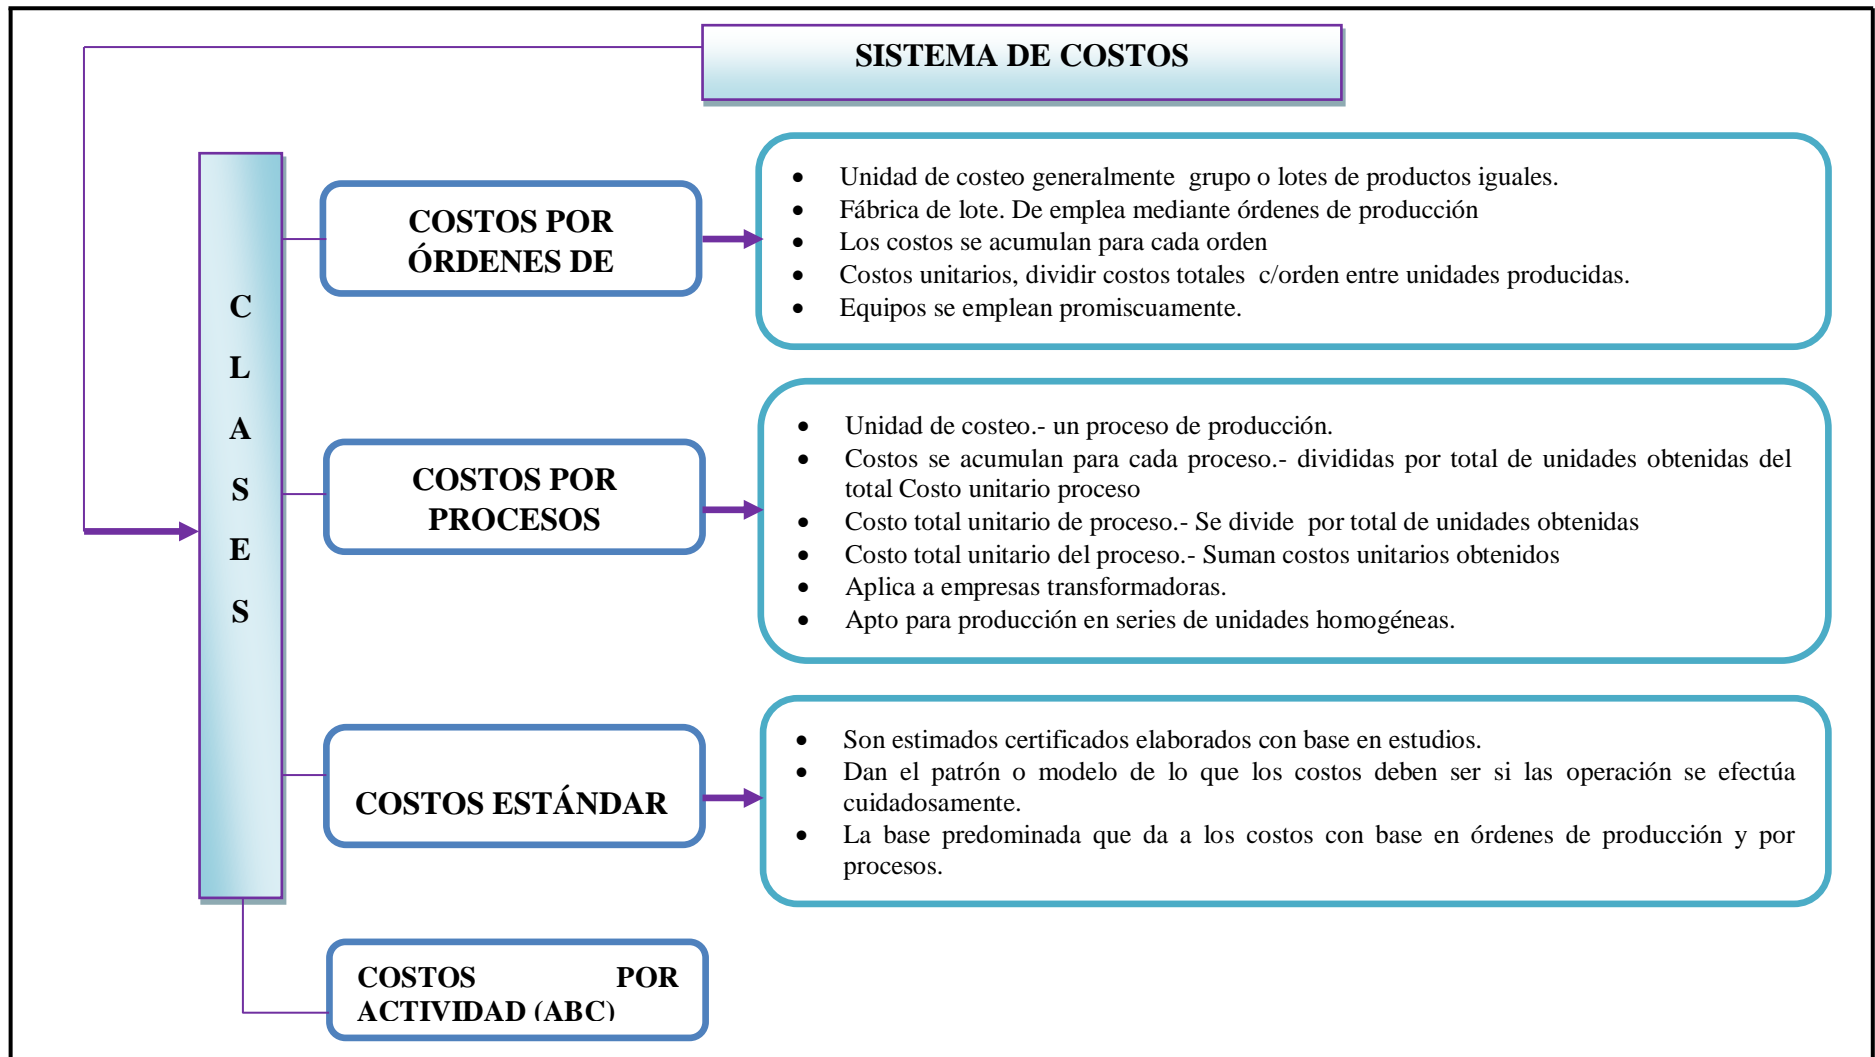 SISTEMA DE COSTOS
C
L
A
S
E
S
COSTOS POR
ÓRDENES DE
• Unidad de costeo generalmente grupo o lotes de productos iguales.
• Fábrica de lote. De emplea mediante órdenes de producción
• Los costos se acumulan para cada orden
• Costos unitarios, dividir costos totales c/orden entre unidades producidas.
• Equipos se emplean promiscuamente.
COSTOS POR
PROCESOS
• Unidad de costeo.- un proceso de producción.
• Costos se acumulan para cada proceso.- divididas por total de unidades obtenidas del
total Costo unitario proceso
• Costo total unitario de proceso.- Se divide por total de unidades obtenidas
• Costo total unitario del proceso.- Suman costos unitarios obtenidos
• Aplica a empresas transformadoras.
• Apto para producción en series de unidades homogéneas.
COSTOS ESTÁNDAR
• Son estimados certificados elaborados con base en estudios.
• Dan el patrón o modelo de lo que los costos deben ser si las operación se efectúa
cuidadosamente.
• La base predominada que da a los costos con base en órdenes de producción y por
procesos.
COSTOS POR
ACTIVIDAD (ABC)